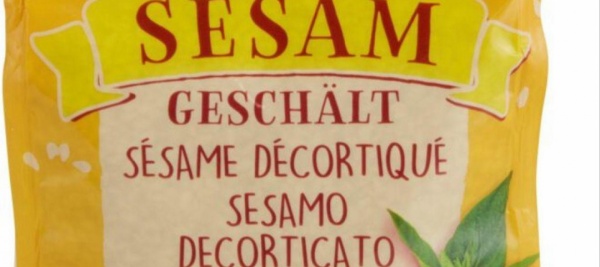 SESAM
GESCHÄLT
SÉSAME DÉCORTIQUÉ
SESAMO
DECORTICATO